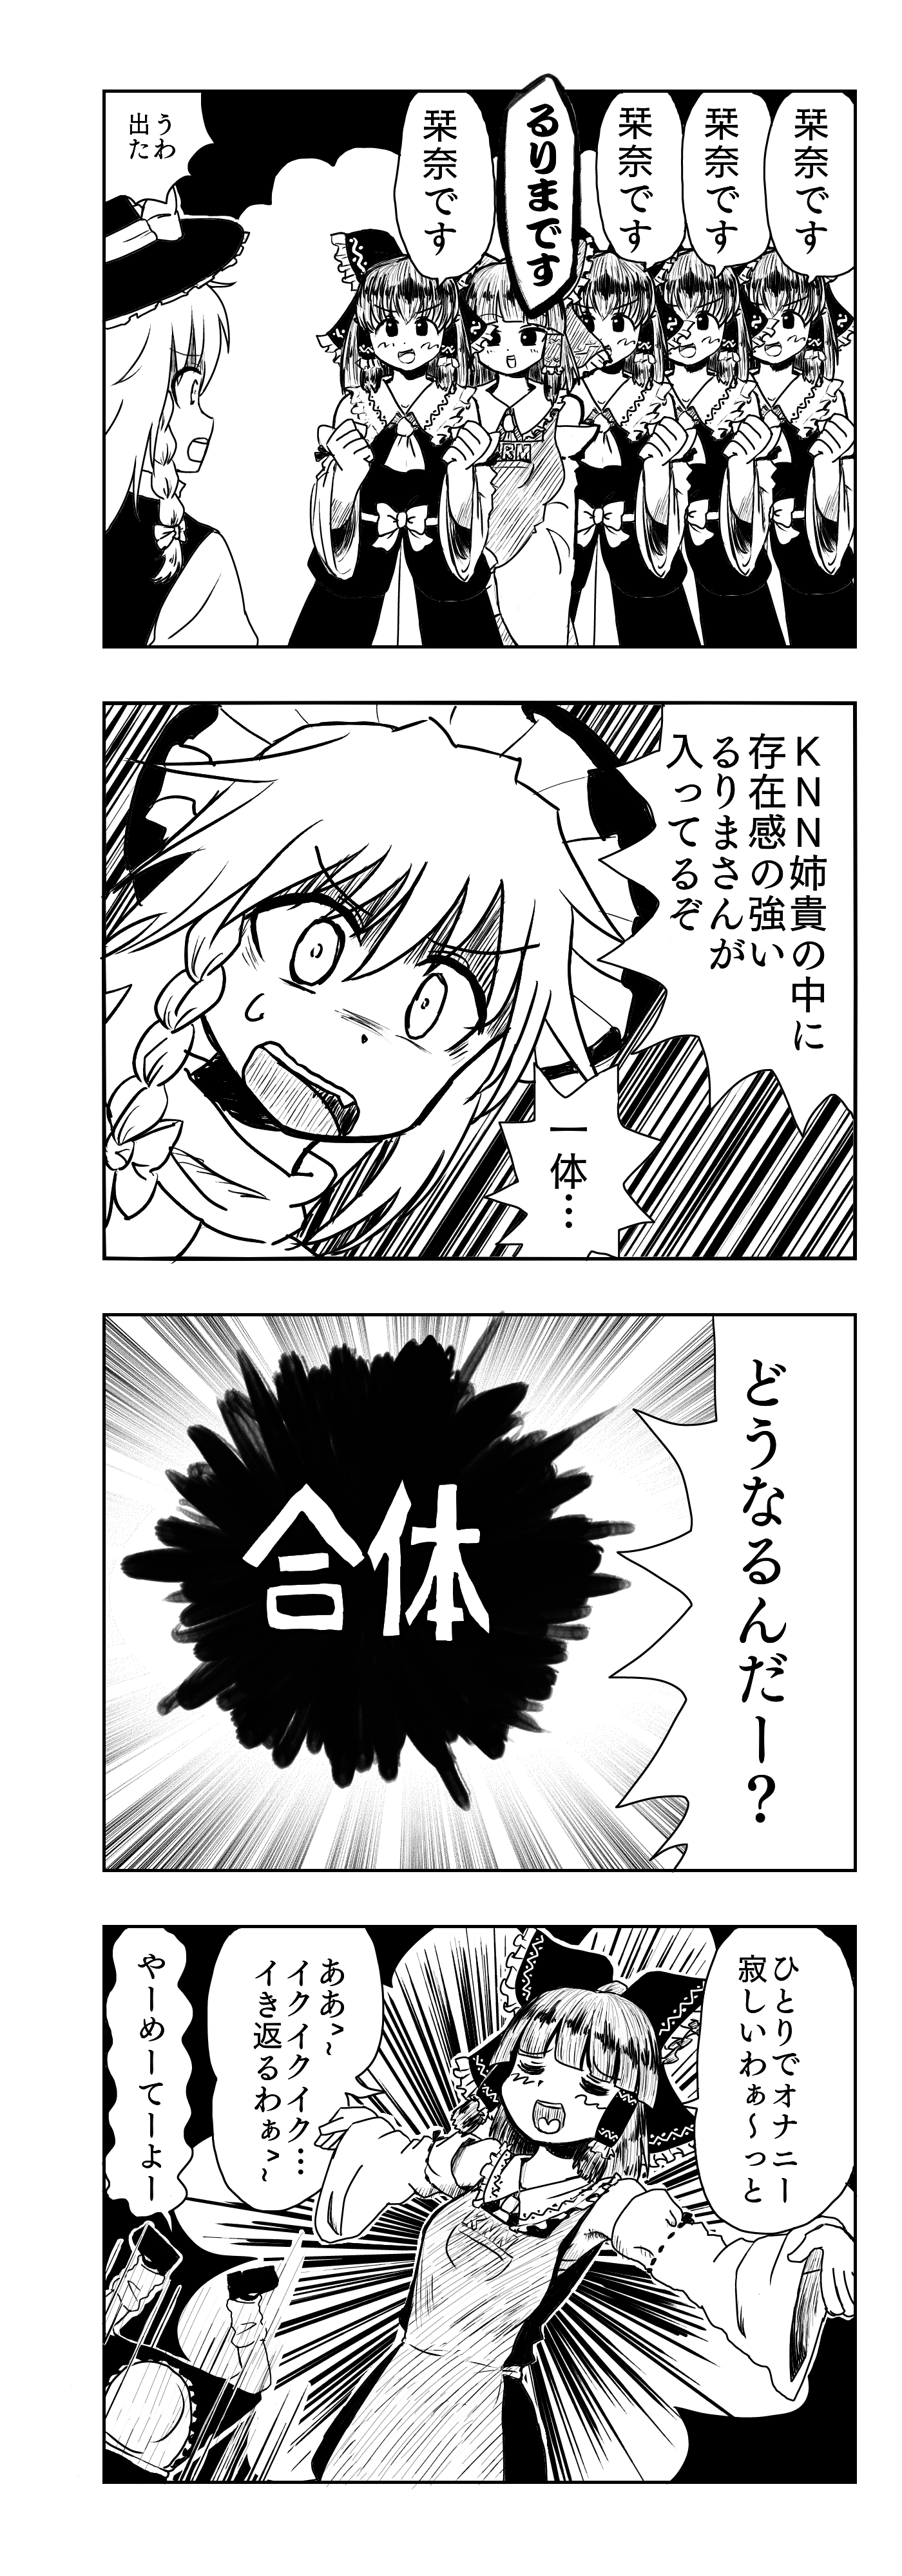 栞奈です
栞奈です
栞奈です
るりまです
栞奈です
うわ
出た
RM
KNN姉貴の中に
存在感の強い
るりまさんが
入ってるぞ
一体…
どうなるんだー?
合体
ひとりでオナニー
寂しいわぁ〜っと
ああ〜
イクイクイク…
イき返るわぁ〜
やーめーてーよー